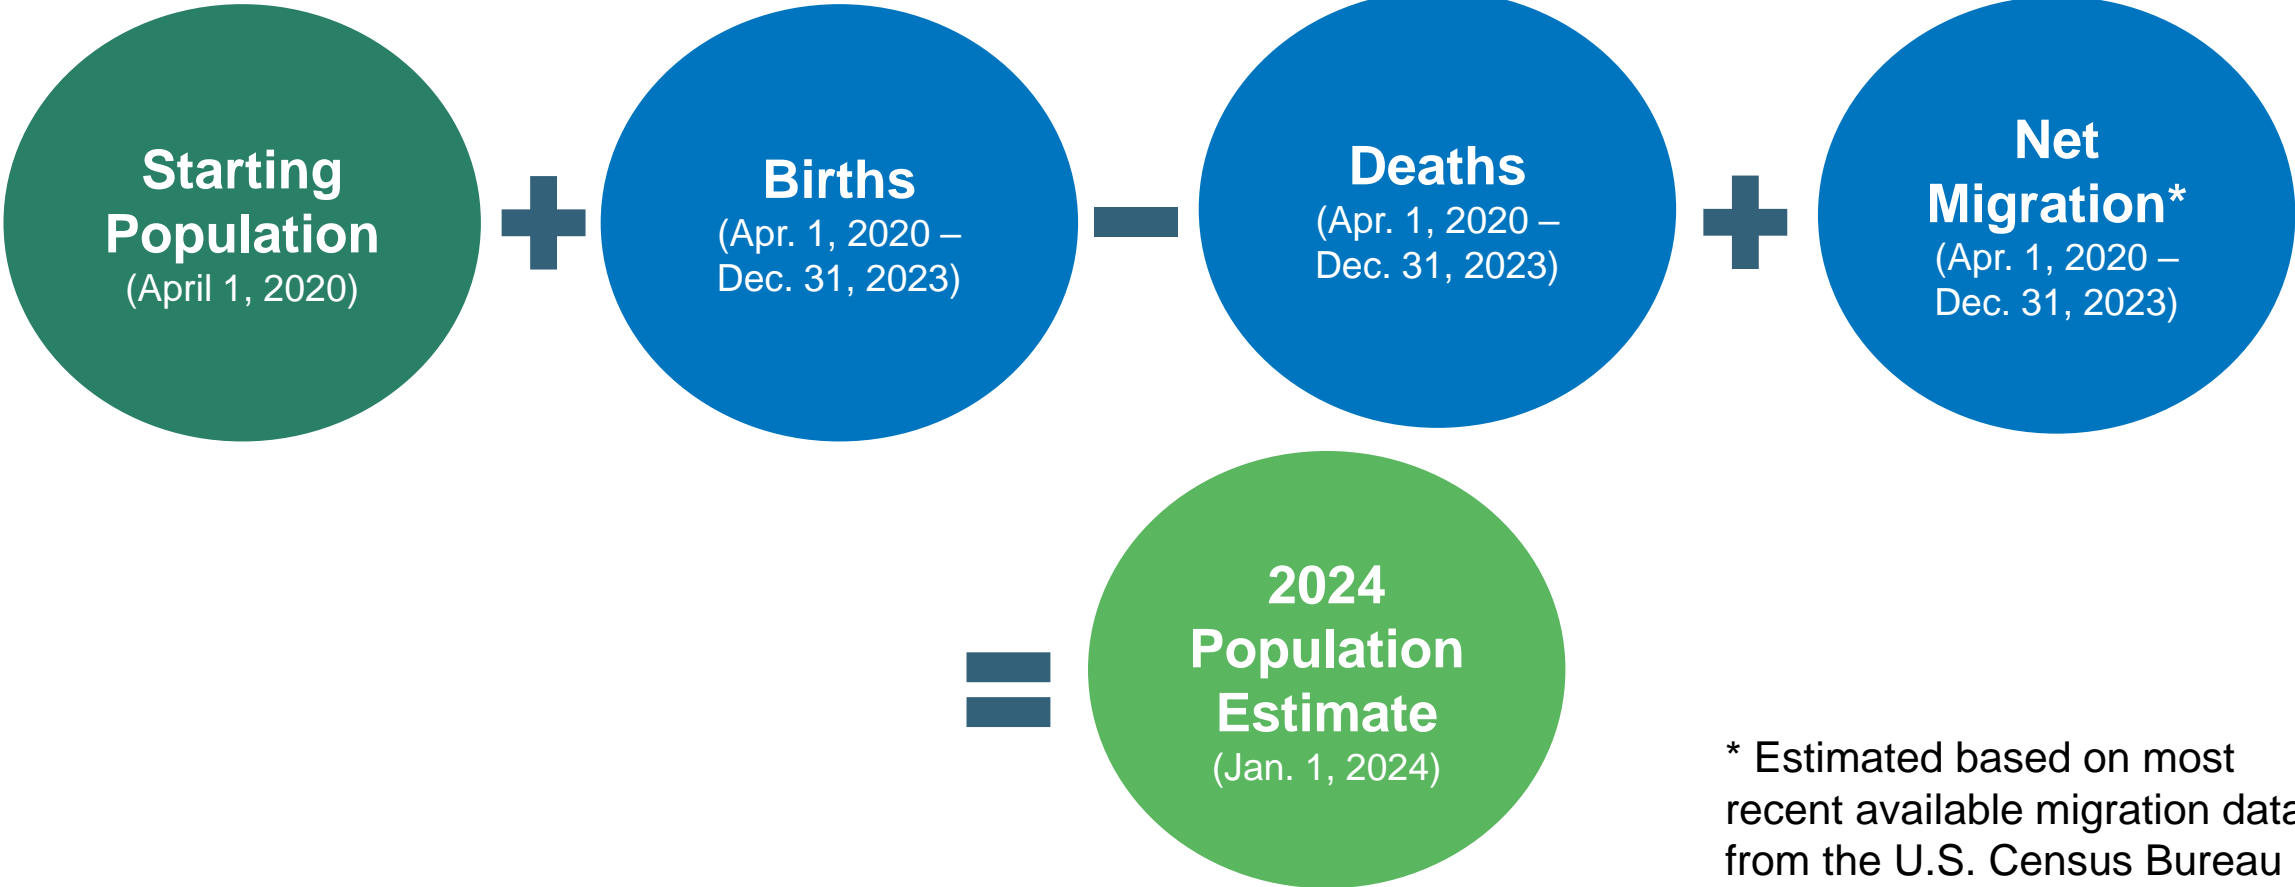 Starting
Population
(April 1, 2020)
Births
(Apr. 1, 2020 –
Dec. 31, 2023)
Deaths
(Apr. 1, 2020 –
Dec. 31, 2023)
Net
Migration*
(Apr. 1, 2020 –
Dec. 31, 2023)
2024
Population
Estimate
(Jan. 1, 2024)
* Estimated based on most
recent available migration data
from the U.S. Census Bureau